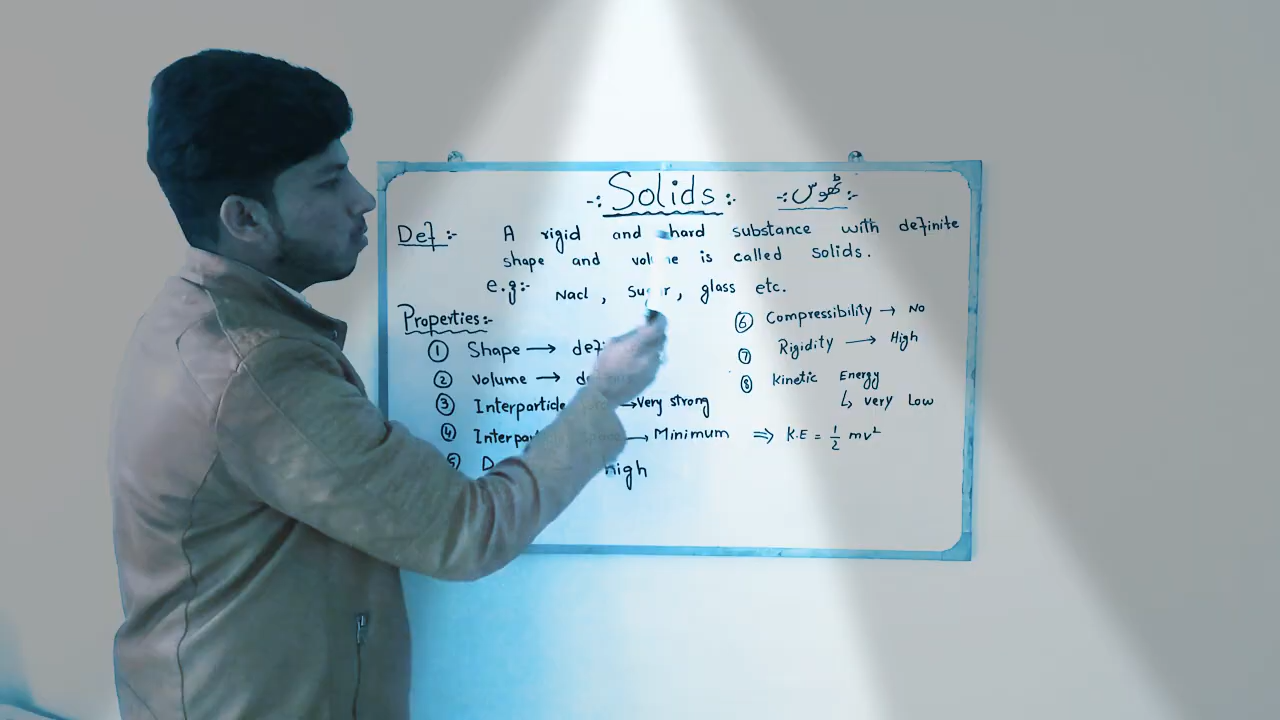 -: Solids :- -: ٹھوس :-
Def :- A rigid and hard substance with definite
shape and volume is called solids.
e.g:- Nacl , Sugar, glass etc.
Properties:-
① Shape →
② volume →
③ Interparticle → Very strong
④ → Minimum ⇒ K.E = 1/2 mv²
⑤ high
⑥ Compressibility → No
⑦ Rigidity → High
⑧ kinetic Energy
↳ very Low